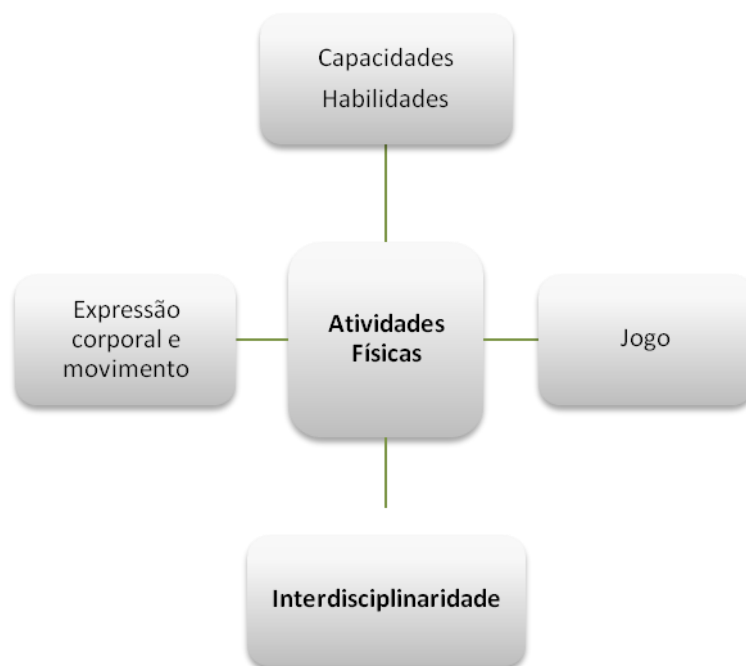 Capacidades
Habilidades
Expressão
corporal e
movimento
Atividades
Físicas
Jogo
Interdisciplinaridade